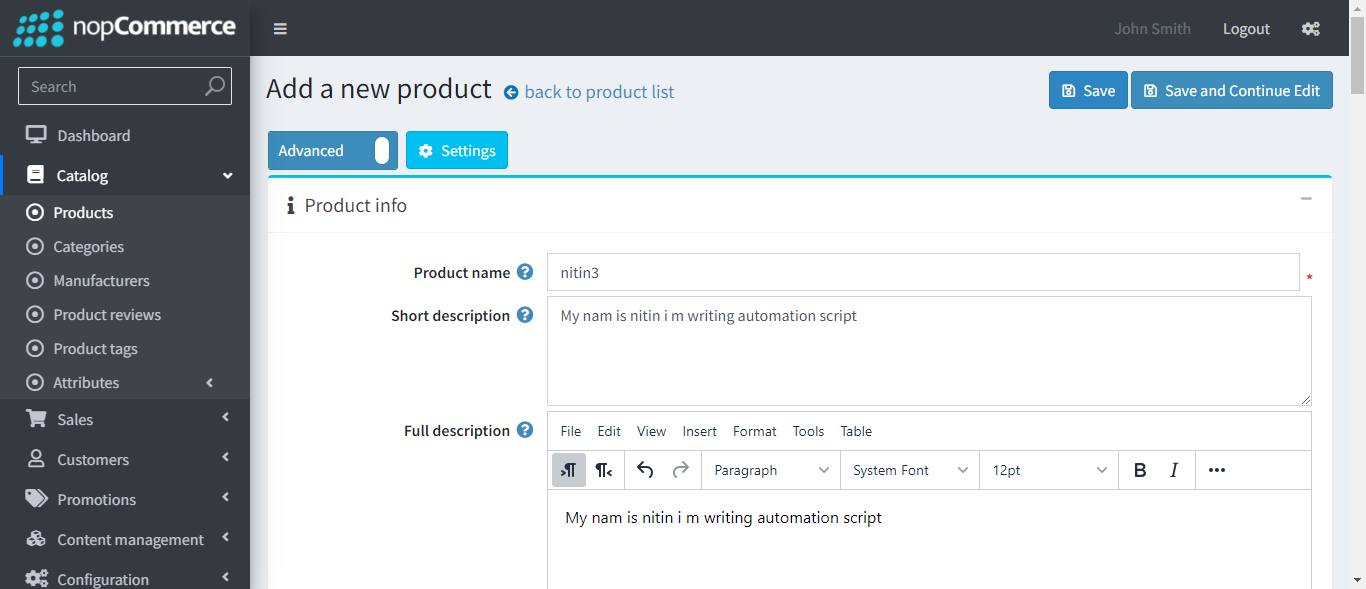 nopCommerce
John Smith
Logout
Search
Add a new product
back to product list
Save
Save and Continue Edit
Dashboard
Advanced
Settings
Catalog
Products
Categories
Manufacturers
Product reviews
Product tags
Attributes
Sales
Customers
Promotions
Content management
Configuration
Product info
Product name ?
nitin3
*
Short description ?
My nam is nitin i m writing automation script
Full description ?
File Edit View Insert Format Tools Table
Paragraph System Font 12pt B I
My nam is nitin i m writing automation script